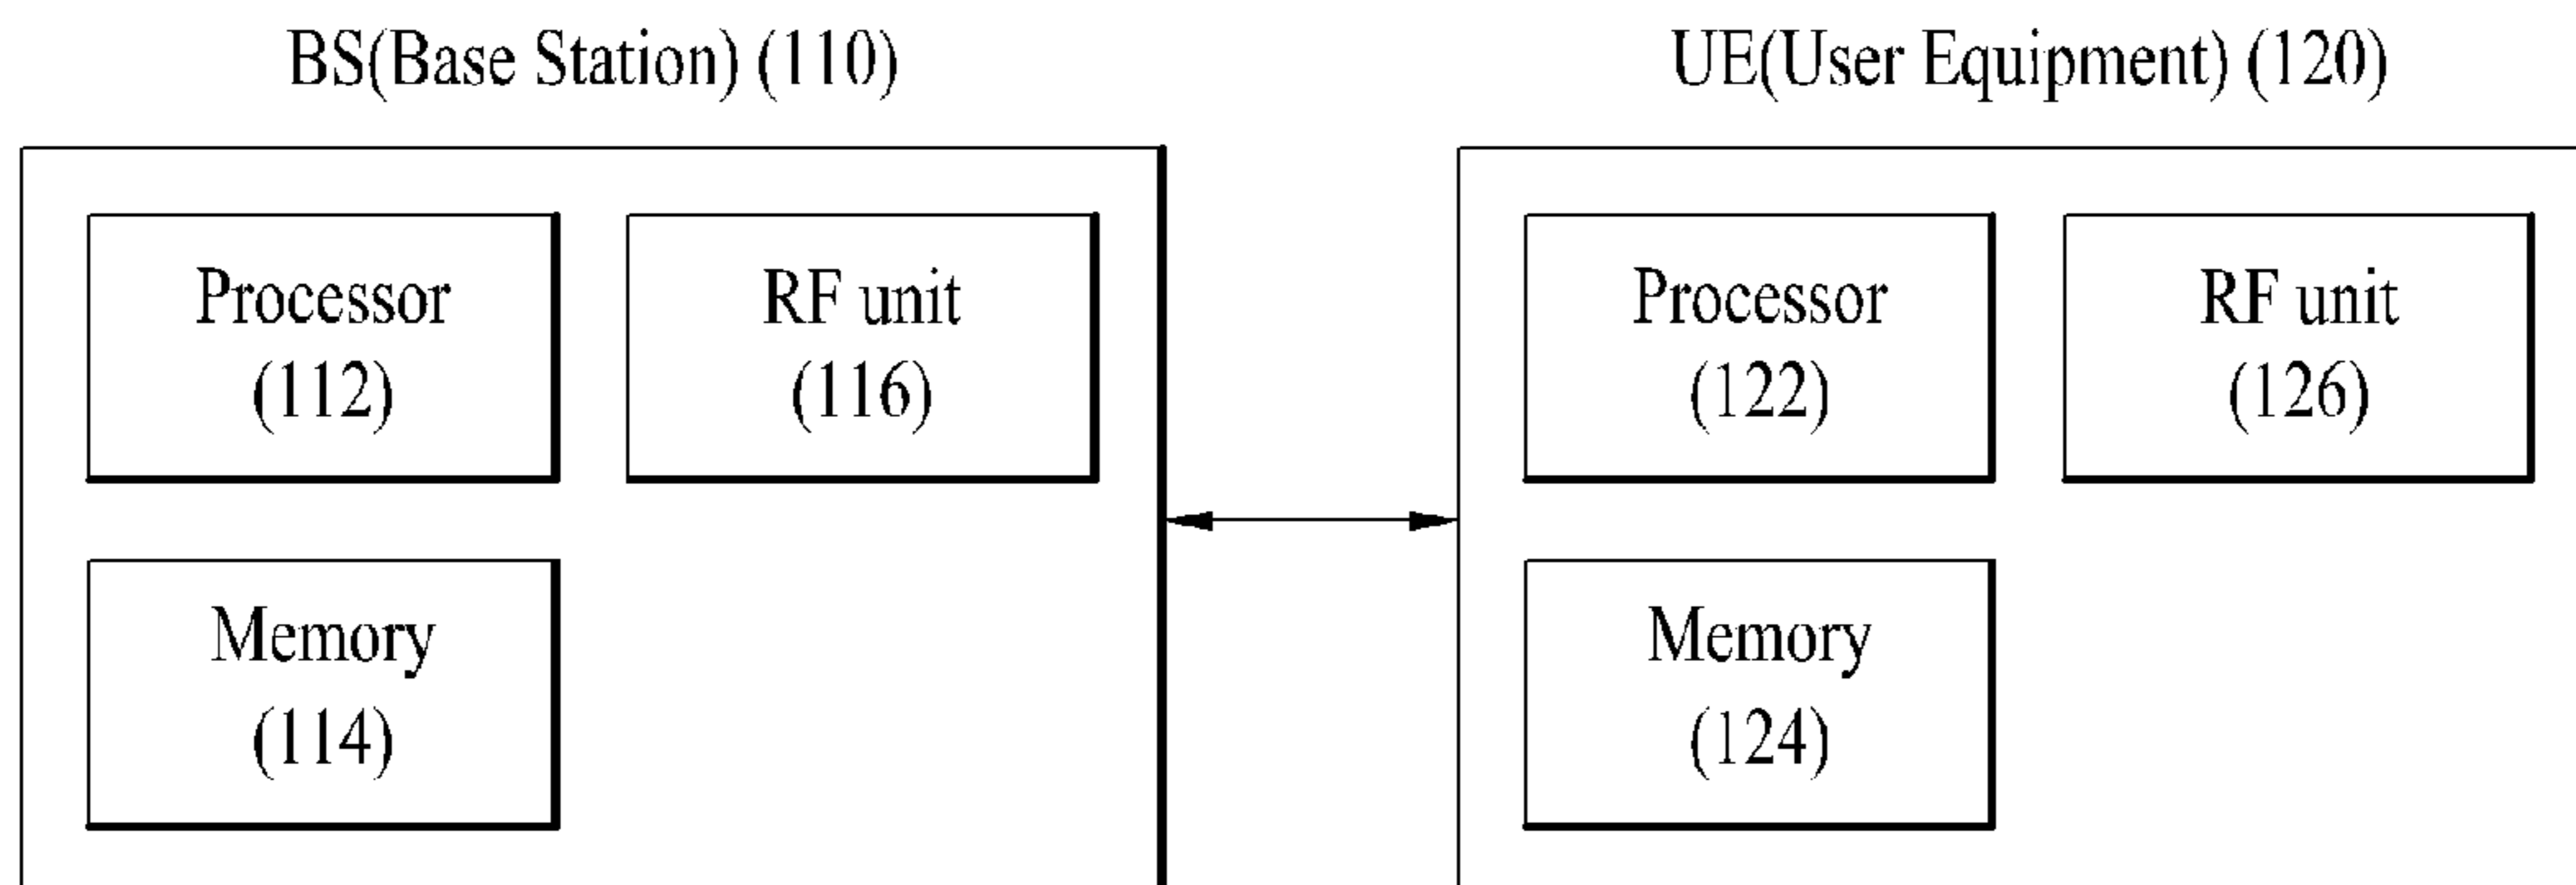 BS(Base Station) (110)
UE(User Equipment) (120)
Processor
(112)
RF unit
(116)
Processor
(122)
RF unit
(126)
Memory
(114)
Memory
(124)